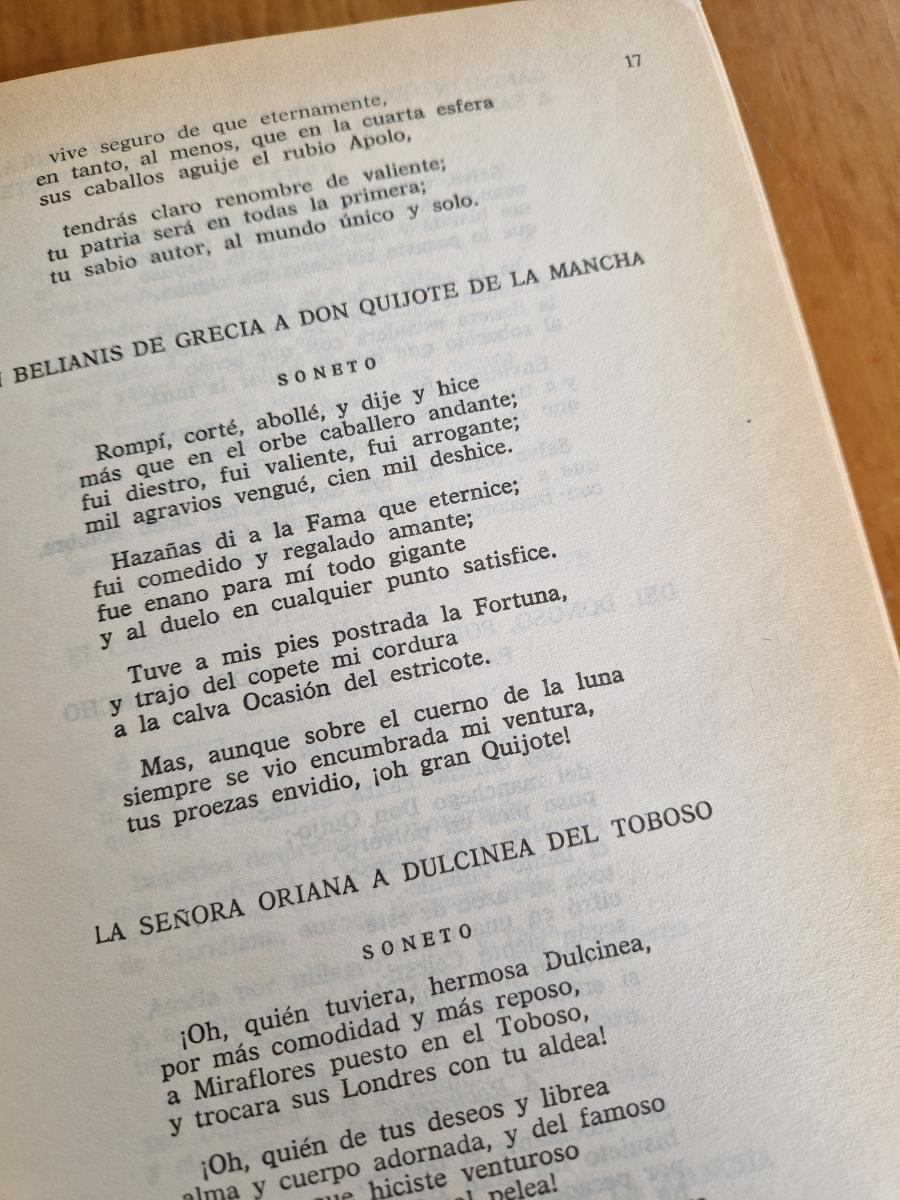 17
vive seguro de que eternamente,
en tanto, al menos, que en la cuarta esfera
sus caballos aguije el rubio Apolo,
tendrás claro renombre de valiente;
tu patria será en todas la primera;
tu sabio autor, al mundo único y solo.
BELIANIS DE GRECIA A DON QUIJOTE DE LA MANCHA
SONETO
Rompí, corté, abollé, y dije y hice
más que en el orbe caballero andante;
fui diestro, fui valiente, fui arrogante;
mil agravios vengué, cien mil deshice.
Hazañas di a la Fama que eternice;
fui comedido y regalado amante;
fue enano para mí todo gigante
y al duelo en cualquier punto satisfice.
Tuve a mis pies postrada la Fortuna,
y trajo del copete mi cordura
a la calva Ocasión del estricote.
Mas, aunque sobre el cuerno de la luna
siempre se vio encumbrada mi ventura,
tus proezas envidio, ¡oh gran Quijote!
LA SEÑORA ORIANA A DULCINEA DEL TOBOSO
SONETO
¡Oh, quién tuviera, hermosa Dulcinea,
por más comodidad y más reposo,
a Miraflores puesto en el Toboso,
y trocara sus Londres con tu aldea!
¡Oh, quién de tus deseos y librea
alma y cuerpo adornada, y del famoso
que hiciste venturoso
pelea!